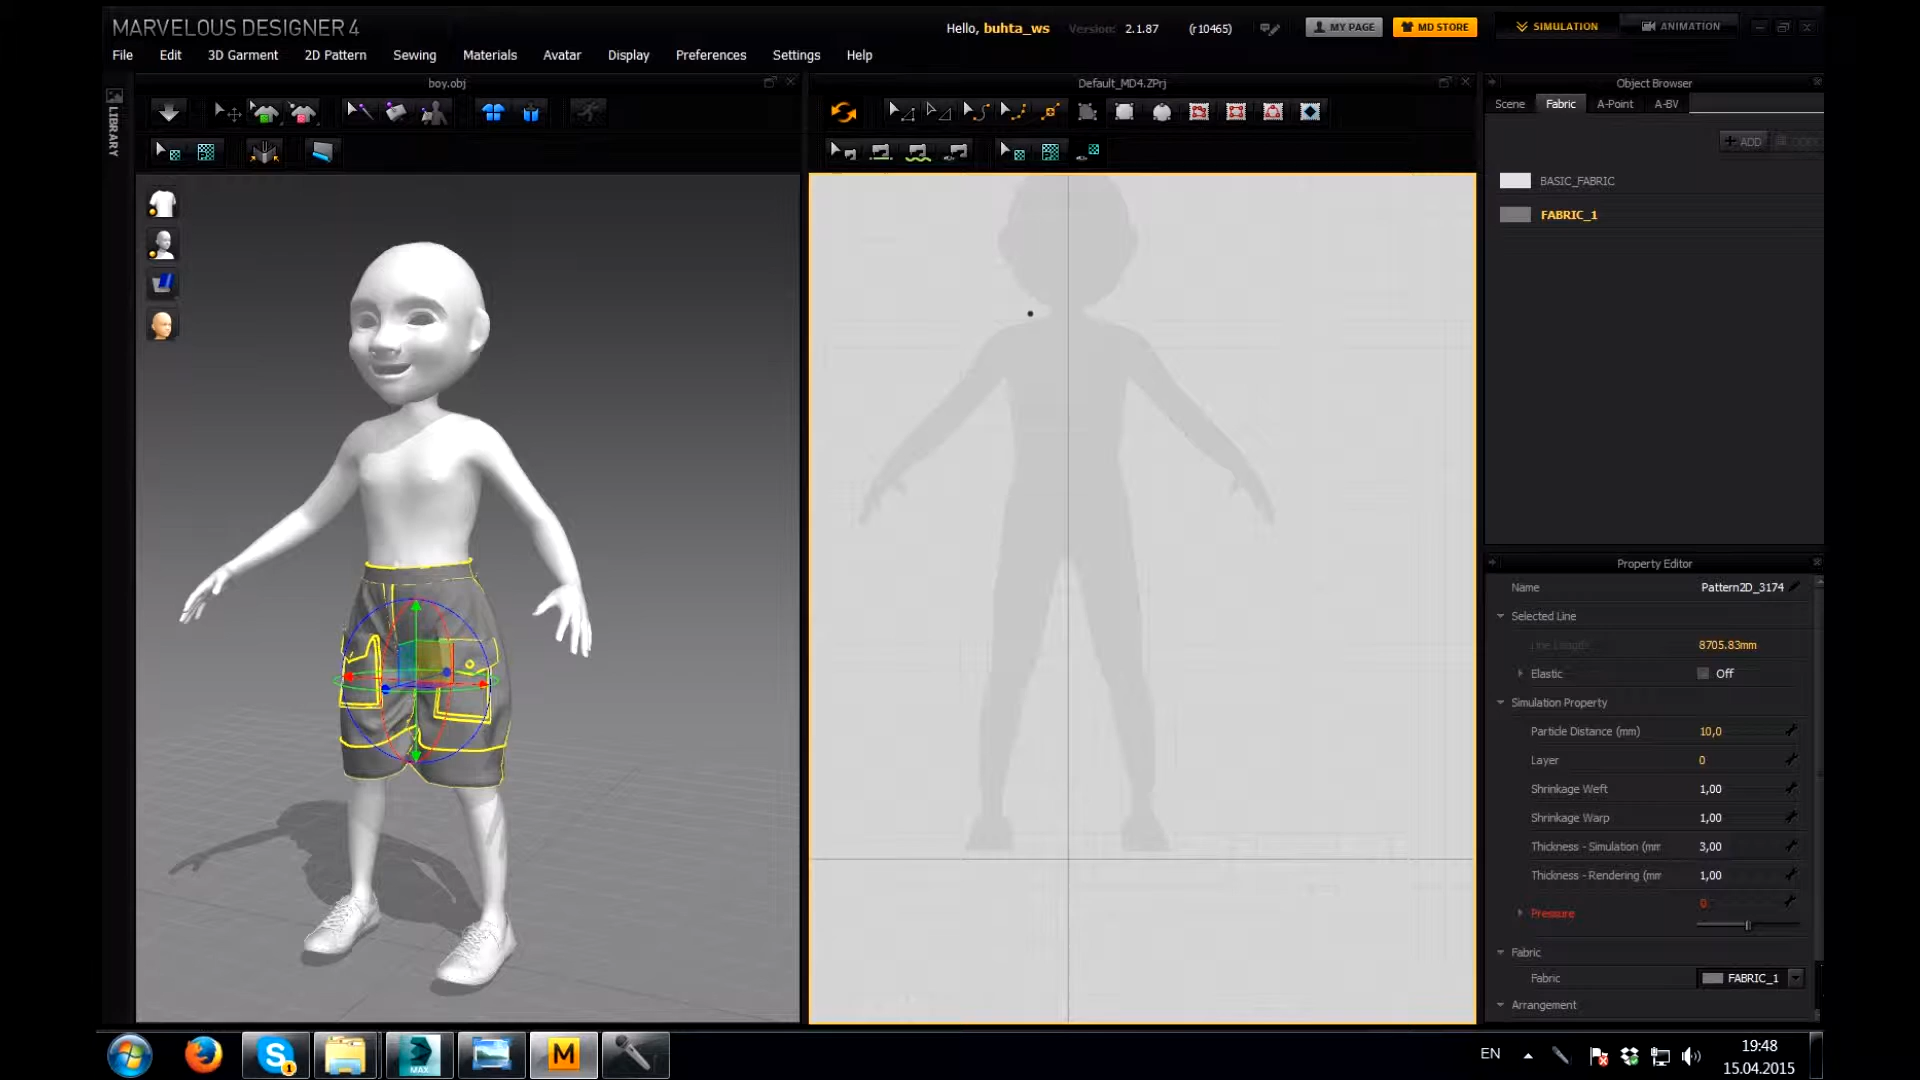 MARVELOUS DESIGNER 4
Hello, buhta_ws Version: 2.1.87 (r10465) MY PAGE MD STORE SIMULATION ANIMATION
File Edit 3D Garment 2D Pattern Sewing Materials Avatar Display Preferences Settings Help
boy.obj
Default_MD4.ZPrj
Object Browser
LIBRARY
Scene Fabric A-Point A-BV
ADD
BASIC_FABRIC
FABRIC_1
Property Editor
Name Pattern2D_3174
Selected Line
Line Length 8705.83mm
Elastic Off
Simulation Property
Particle Distance (mm) 10,0
Layer 0
Shrinkage Weft 1,00
Shrinkage Warp 1,00
Thickness - Simulation (mm 3,00
Thickness - Rendering (mm 1,00
Pressure 0
Fabric
Fabric FABRIC_1
Arrangement
S 1 MAX M
EN
19:48
15.04.2015